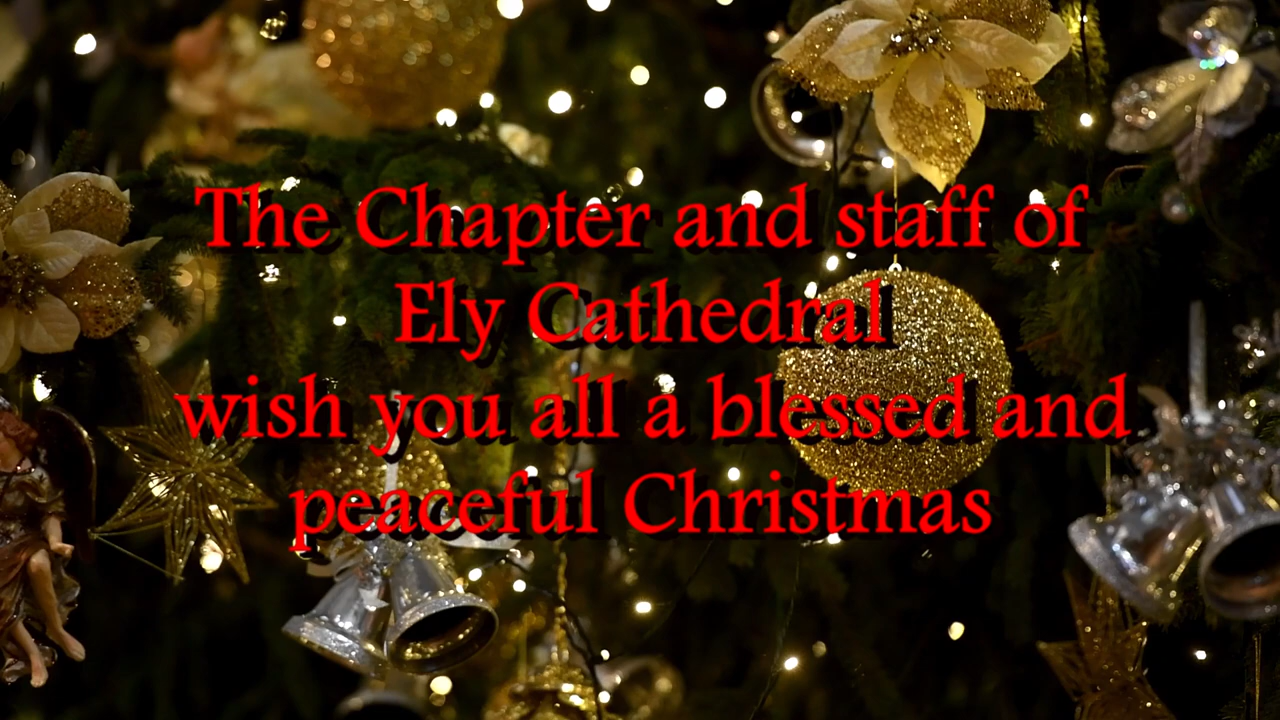 The Chapter and staff of
Ely Cathedral
wish you all a blessed and
peaceful Christmas